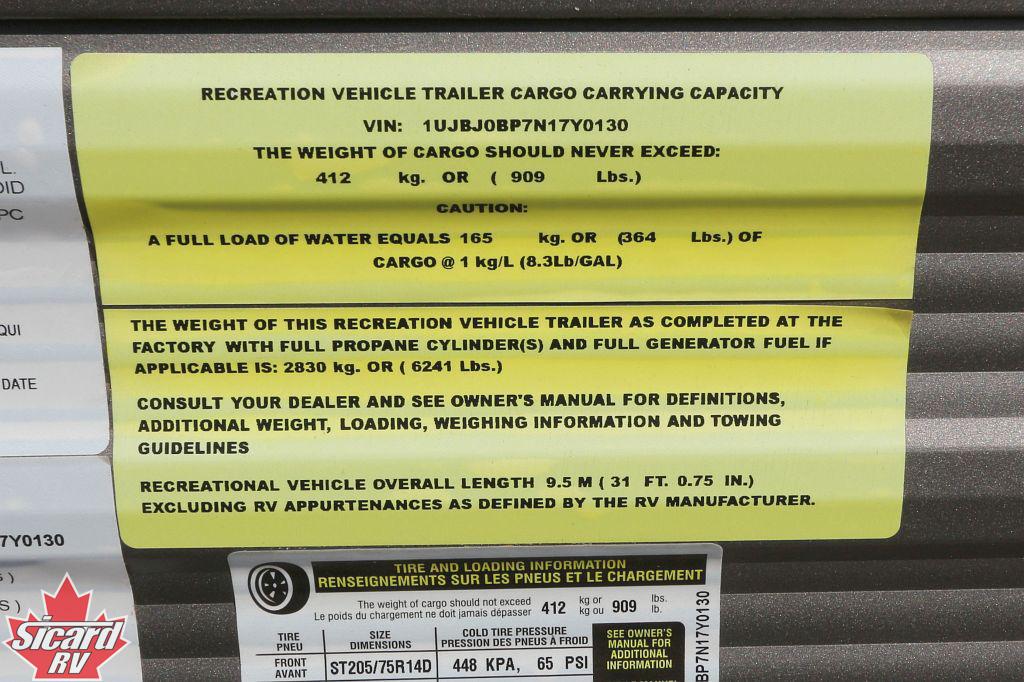 RECREATION VEHICLE TRAILER CARGO CARRYING CAPACITY
VIN: 1UJBJ0BP7N17Y0130
THE WEIGHT OF CARGO SHOULD NEVER EXCEED:
412 kg. OR ( 909 Lbs.)
CAUTION:
A FULL LOAD OF WATER EQUALS 165 kg. OR (364 Lbs.) OF
CARGO @ 1 kg/L (8.3Lb/GAL)
THE WEIGHT OF THIS RECREATION VEHICLE TRAILER AS COMPLETED AT THE
FACTORY WITH FULL PROPANE CYLINDER(S) AND FULL GENERATOR FUEL IF
APPLICABLE IS: 2830 kg. OR ( 6241 Lbs.)
CONSULT YOUR DEALER AND SEE OWNER'S MANUAL FOR DEFINITIONS,
ADDITIONAL WEIGHT, LOADING, WEIGHING INFORMATION AND TOWING
GUIDELINES
RECREATIONAL VEHICLE OVERALL LENGTH 9.5 M ( 31 FT. 0.75 IN.)
EXCLUDING RV APPURTENANCES AS DEFINED BY THE RV MANUFACTURER.
L.
OID
PC
QUI
DATE
7Y0130
S )
TIRE AND LOADING INFORMATION
RENSEIGNEMENTS SUR LES PNEUS ET LE CHARGEMENT
The weight of cargo should not exceed 412 kg or 909 lbs.
Le poids du chargement ne doit jamais dépasser kg ou lb.
TIRE SIZE COLD TIRE PRESSURE
PNEU DIMENSIONS PRESSION DES PNEUS À FROID
FRONT
AVANT ST205/75R14D 448 KPA, 65 PSI
SEE OWNER'S
MANUAL FOR
ADDITIONAL
INFORMATION
BP7N17Y0130
Sicard
RV